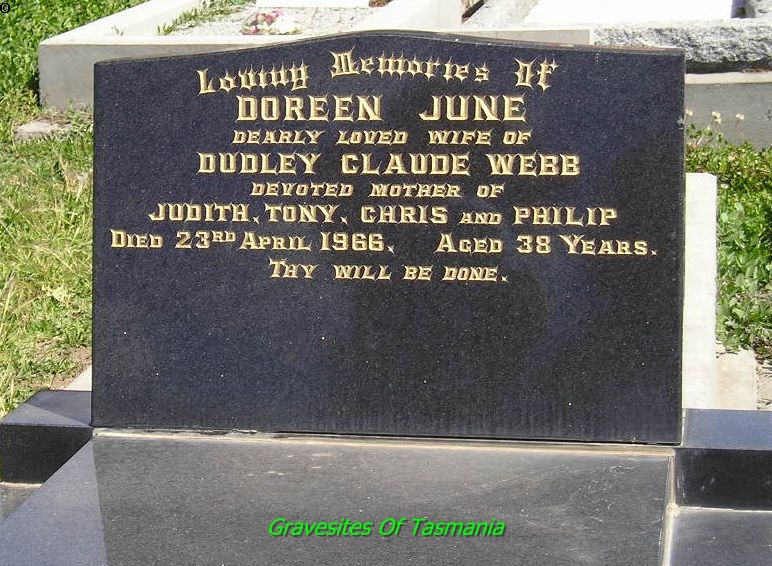 Loving Memories Of
DOREEN JUNE
DEARLY LOVED WIFE OF
DUDLEY CLAUDE WEBB
DEVOTED MOTHER OF
JUDITH, TONY, CHRIS AND PHILIP
DIED 23RD APRIL 1966. AGED 38 YEARS.
THY WILL BE DONE.
Gravesites Of Tasmania